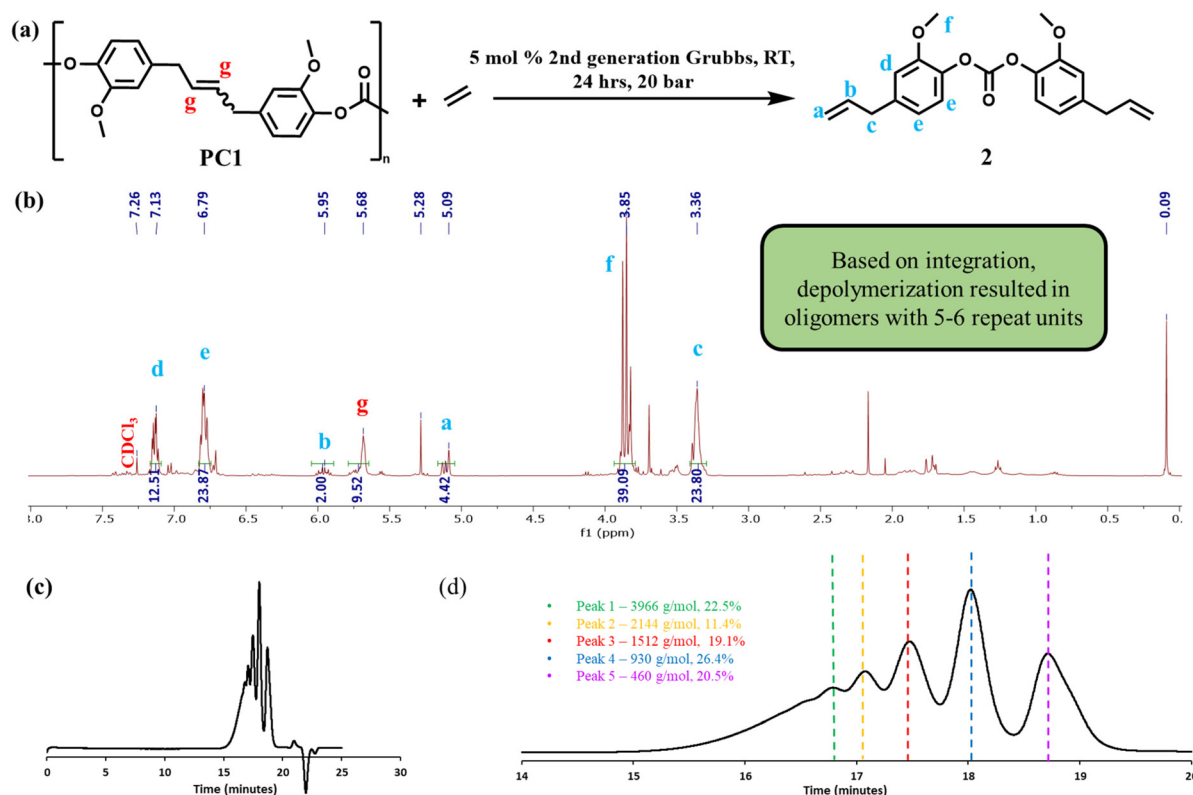 (a)
O
O
g
g
O
O
O
n
PC1
+
5 mol % 2nd generation Grubbs, RT,
24 hrs, 20 bar
O
f
O
d
O
O
O
b
e
a
c
e
2
(b)
7.26
7.13
6.79
5.95
5.68
5.28
5.09
3.85
3.36
0.09
Based on integration,
depolymerization resulted in
oligomers with 5-6 repeat units
f
c
d
e
b
g
a
CDCl3
12.51
23.87
2.00
9.52
4.42
39.09
23.80
8.0 7.5 7.0 6.5 6.0 5.5 5.0 4.5 4.0 3.5 3.0 2.5 2.0 1.5 1.0 0.5 0.0
f1 (ppm)
(c)
0 10 20 30
Time (minutes)
(d)
Peak 1 – 3966 g/mol, 22.5%
Peak 2 – 2144 g/mol, 11.4%
Peak 3 – 1512 g/mol, 19.1%
Peak 4 – 930 g/mol, 26.4%
Peak 5 – 460 g/mol, 20.5%
14 15 16 17 18 19 20
Time (minutes)